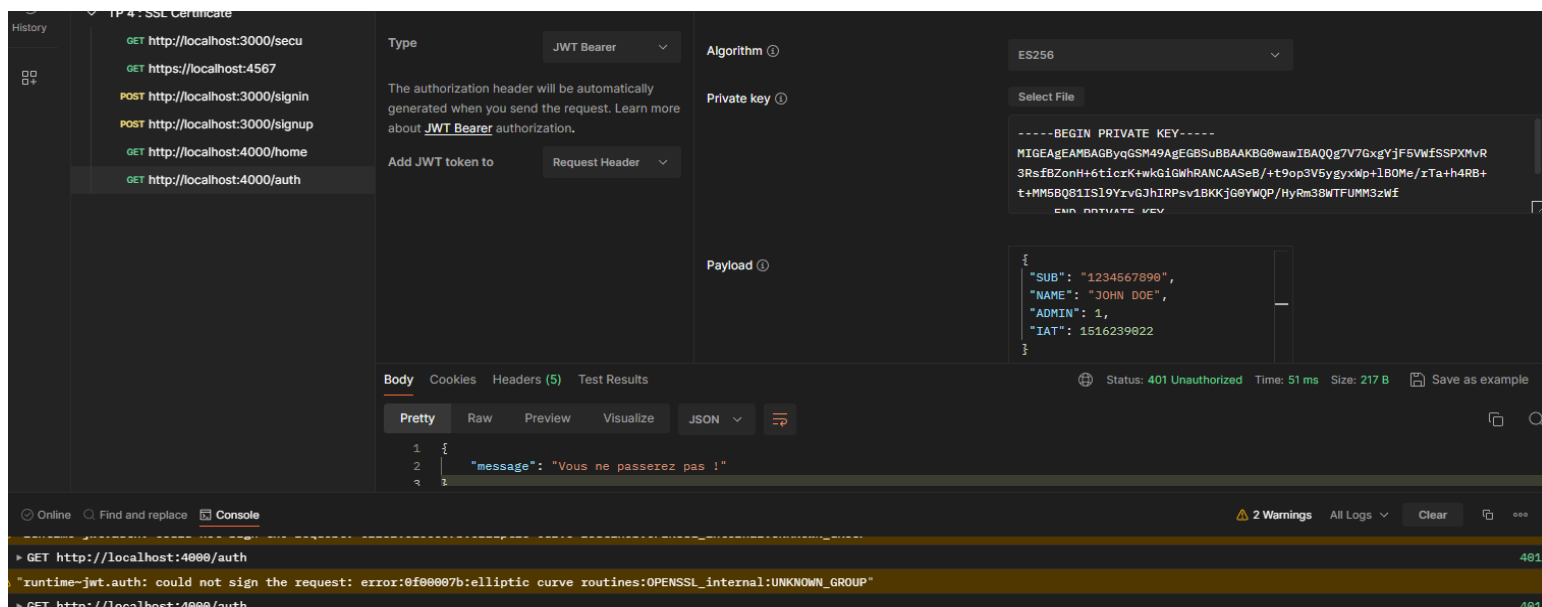 History
TP 4 : SSL Certificate
GET http://localhost:3000/secu
GET https://localhost:4567
POST http://localhost:3000/signin
POST http://localhost:3000/signup
GET http://localhost:4000/home
GET http://localhost:4000/auth
Type
JWT Bearer
The authorization header will be automatically
generated when you send the request. Learn more
about JWT Bearer authorization.
Add JWT token to
Request Header
Algorithm
ES256
Private key
Select File
-----BEGIN PRIVATE KEY-----
MIGEAgEAMBAGByqGSM49AgEGBSuBBAAKBG0wawIBAQQg7V7GxgYjF5VWfSSPXMvR
3RsfBZonH+6ticrK+wkGiGWhRANCAASeB/+t9op3V5ygyxWp+lBOMe/rTa+h4RB+
t+MM5BQ81ISl9YrvGJhIRPsv1BKKjG0YWQP/HyRm38WTFUMM3zWf
END PRIVATE KEY
Payload
{
"SUB": "1234567890",
"NAME": "JOHN DOE",
"ADMIN": 1,
"IAT": 1516239022
}
Body Cookies Headers (5) Test Results
Status: 401 Unauthorized Time: 51 ms Size: 217 B Save as example
Pretty Raw Preview Visualize JSON
1 {
2 "message": "Vous ne passerez pas !"
3 }
Online Find and replace Console
2 Warnings All Logs Clear
GET http://localhost:4000/auth 401
"runtime~jwt.auth: could not sign the request: error:0f00007b:elliptic curve routines:OPENSSL_internal:UNKNOWN_GROUP"
GET http://localhost:4000/auth 401